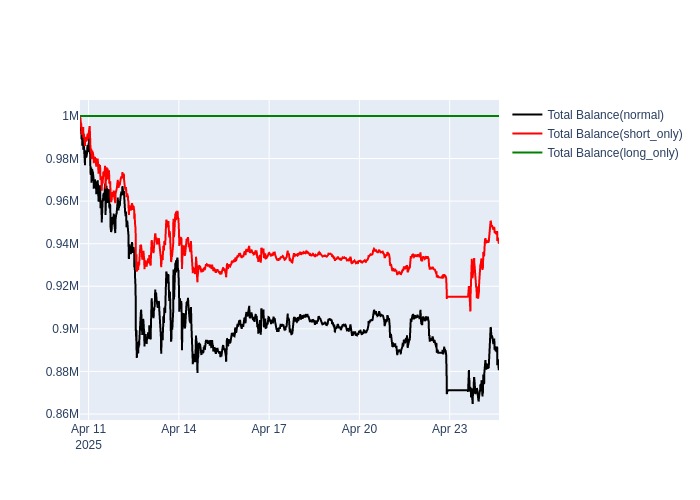 1M
0.98M
0.96M
0.94M
0.92M
0.9M
0.88M
0.86M
Apr 11
2025
Apr 14
Apr 17
Apr 20
Apr 23
Total Balance(normal)
Total Balance(short_only)
Total Balance(long_only)